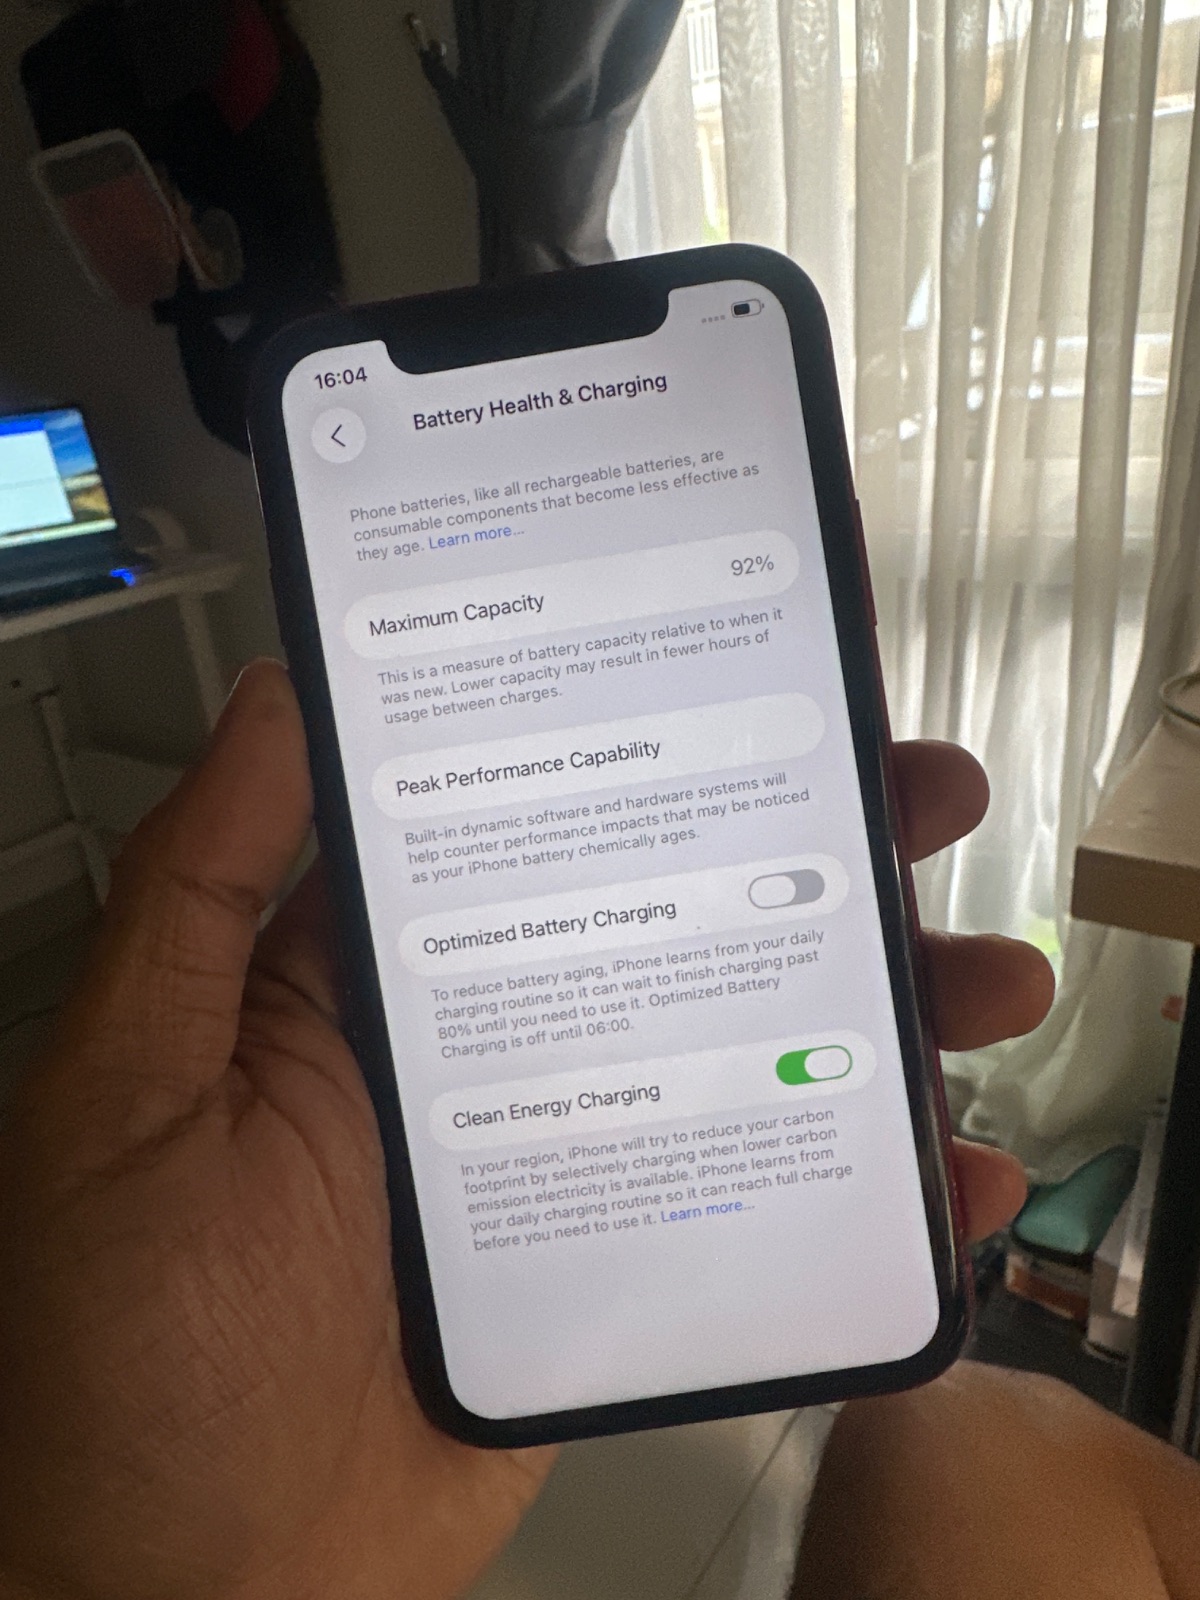 16:04
Battery Health & Charging
Phone batteries, like all rechargeable batteries, are
consumable components that become less effective as
they age. Learn more...
Maximum Capacity 92%
This is a measure of battery capacity relative to when it
was new. Lower capacity may result in fewer hours of
usage between charges.
Peak Performance Capability
Built-in dynamic software and hardware systems will
help counter performance impacts that may be noticed
as your iPhone battery chemically ages.
Optimized Battery Charging
To reduce battery aging, iPhone learns from your daily
charging routine so it can wait to finish charging past
80% until you need to use it. Optimized Battery
Charging is off until 06:00.
Clean Energy Charging
In your region, iPhone will try to reduce your carbon
footprint by selectively charging when lower carbon
emission electricity is available. iPhone learns from
your daily charging routine so it can reach full charge
before you need to use it. Learn more...